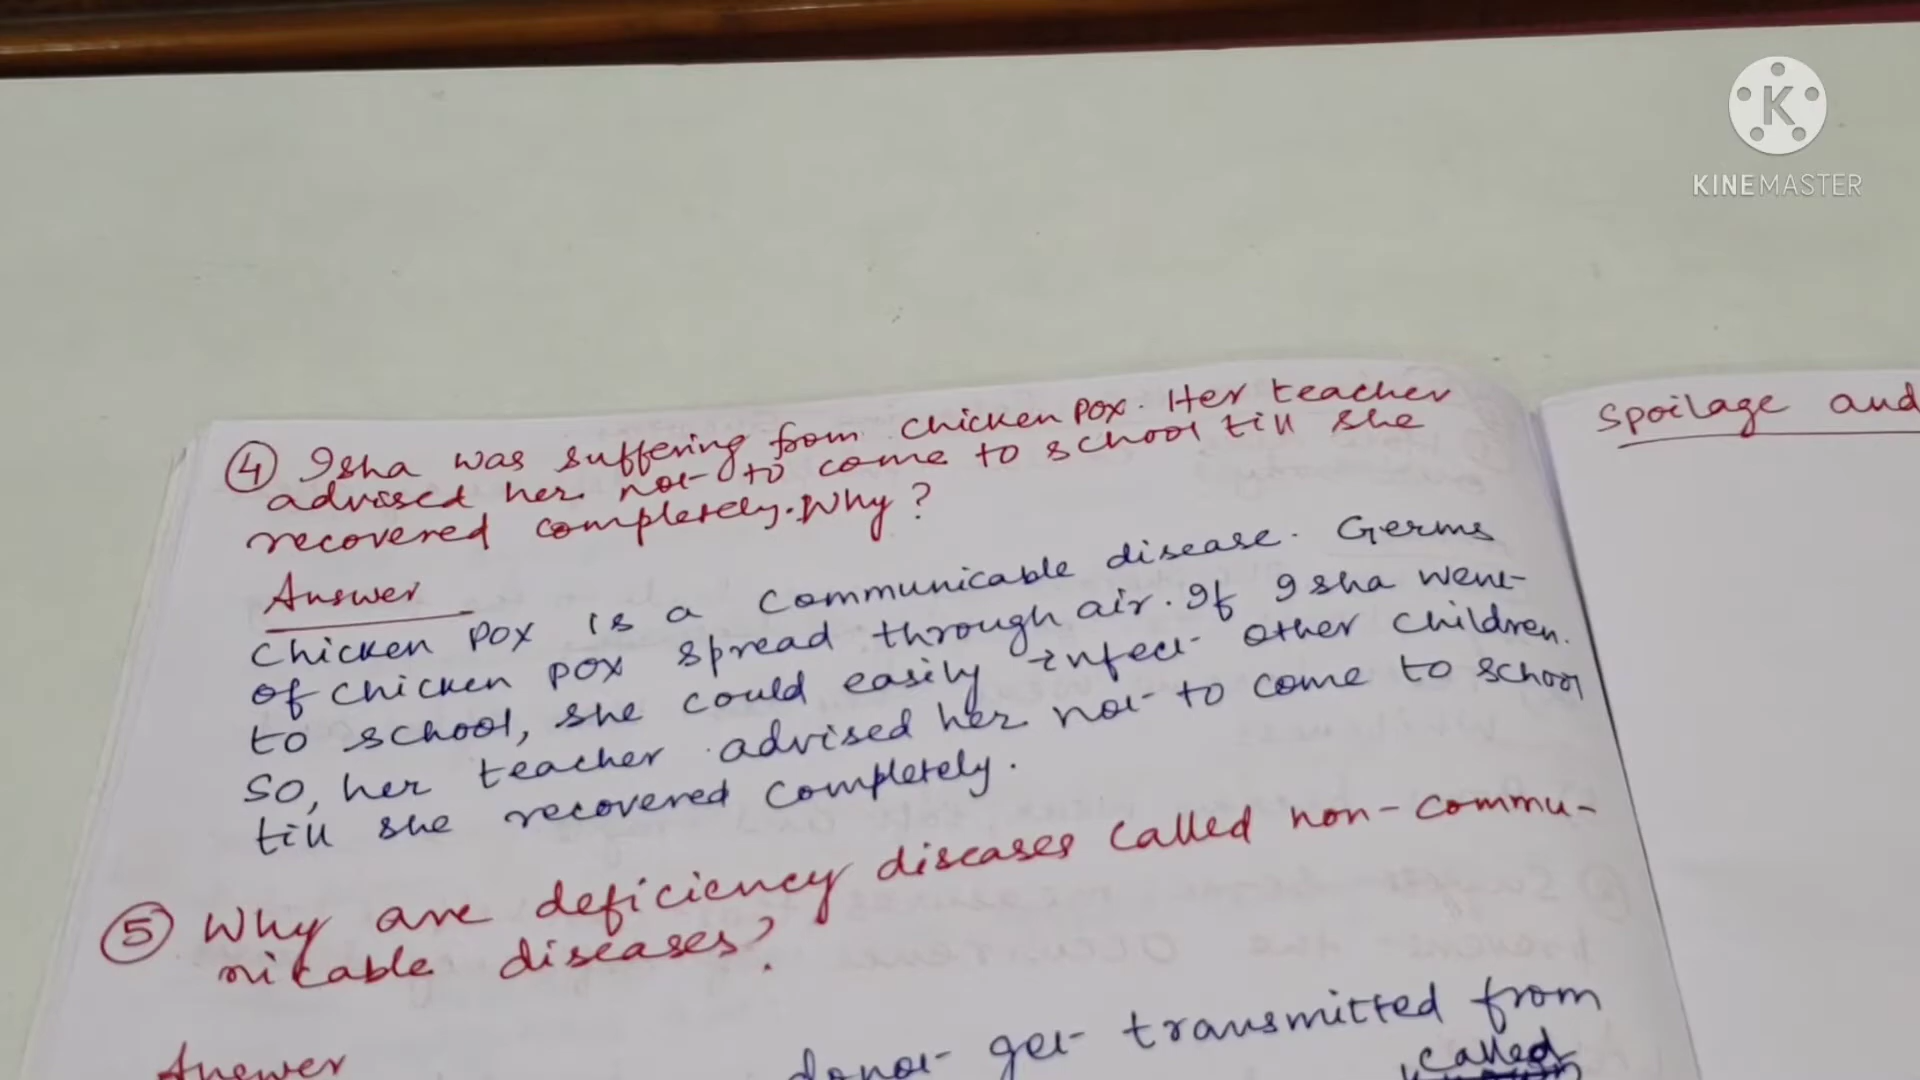 K
KINEMASTER
④ Isha was suffering from chicken pox. Her teacher
advised her not to come to school till she
recovered completely. Why?
Answer
Chicken pox is a communicable disease. Germs
of chicken pox spread through air. If Isha went
to school, she could easily infect other children.
So, her teacher advised her not to come to school
till she recovered completely.
⑤ Why are deficiency diseases called non-commu-
nicable diseases?
Answer
do not get transmitted from
called
Spoilage and